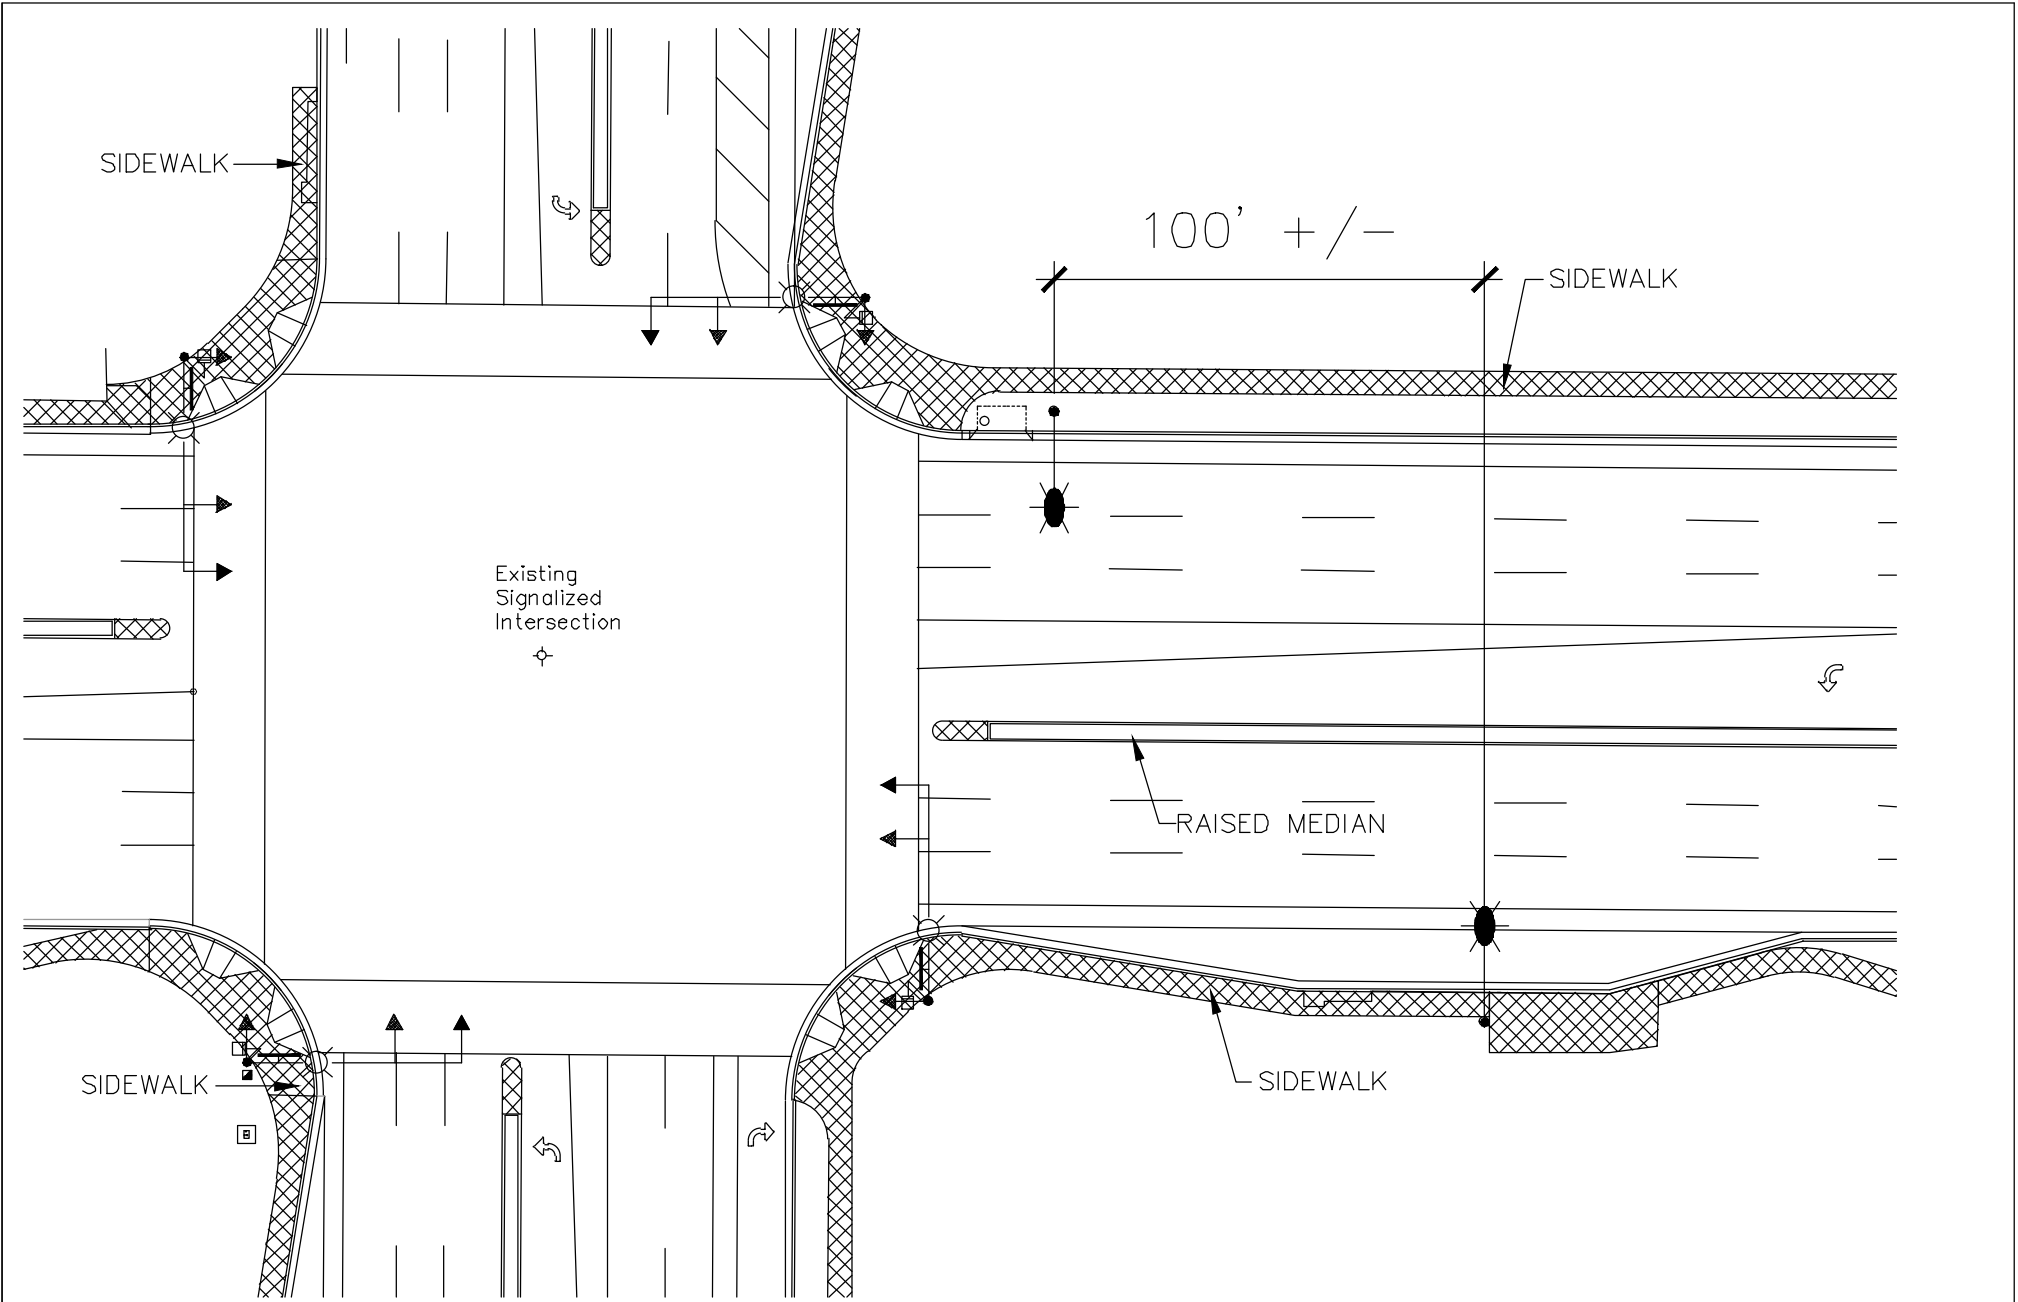 SIDEWALK
100' +/-
SIDEWALK
Existing
Signalized
Intersection
RAISED MEDIAN
SIDEWALK
SIDEWALK